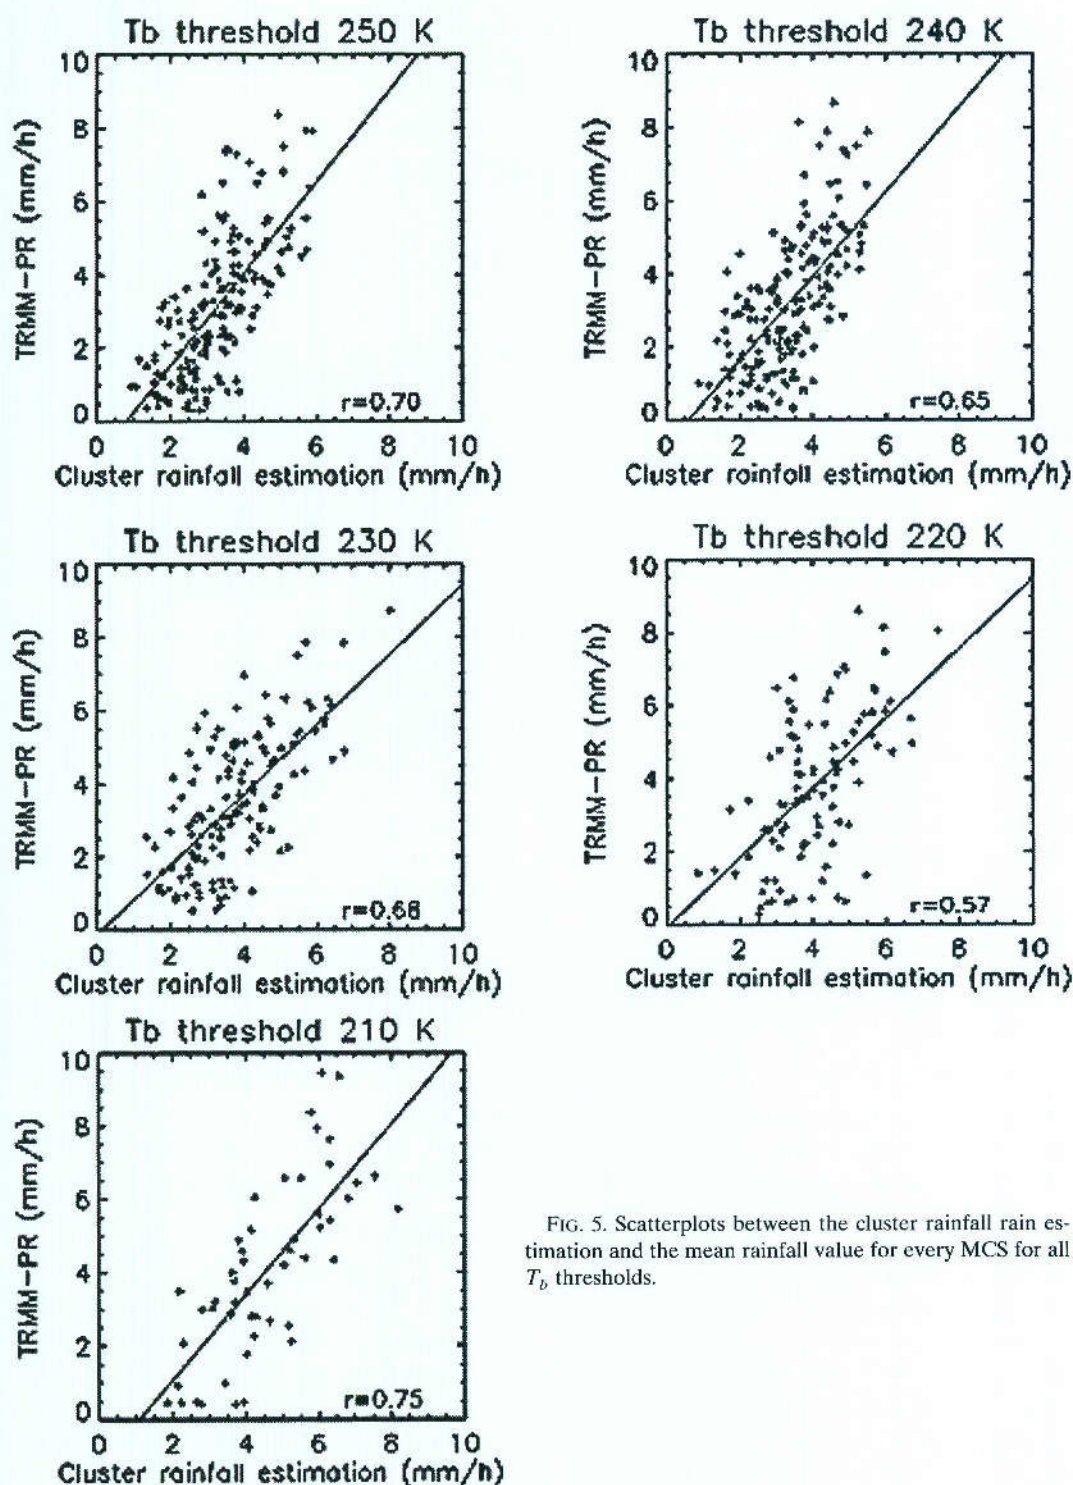 Tb threshold 250 K
10
8
6
4
2
0
TRMM-PR (mm/h)
r=0.70
0 2 4 6 8 10
Cluster rainfall estimation (mm/h)
Tb threshold 240 K
10
8
6
4
2
0
TRMM-PR (mm/h)
r=0.65
0 2 4 6 8 10
Cluster rainfall estimation (mm/h)
Tb threshold 230 K
10
8
6
4
2
0
TRMM-PR (mm/h)
r=0.68
0 2 4 6 8 10
Cluster rainfall estimation (mm/h)
Tb threshold 220 K
10
8
6
4
2
0
TRMM-PR (mm/h)
r=0.57
0 2 4 6 8 10
Cluster rainfall estimation (mm/h)
Tb threshold 210 K
10
8
6
4
2
0
TRMM-PR (mm/h)
r=0.75
0 2 4 6 8 10
Cluster rainfall estimation (mm/h)
FIG. 5. Scatterplots between the cluster rainfall rain es-
timation and the mean rainfall value for every MCS for all
T_b thresholds.